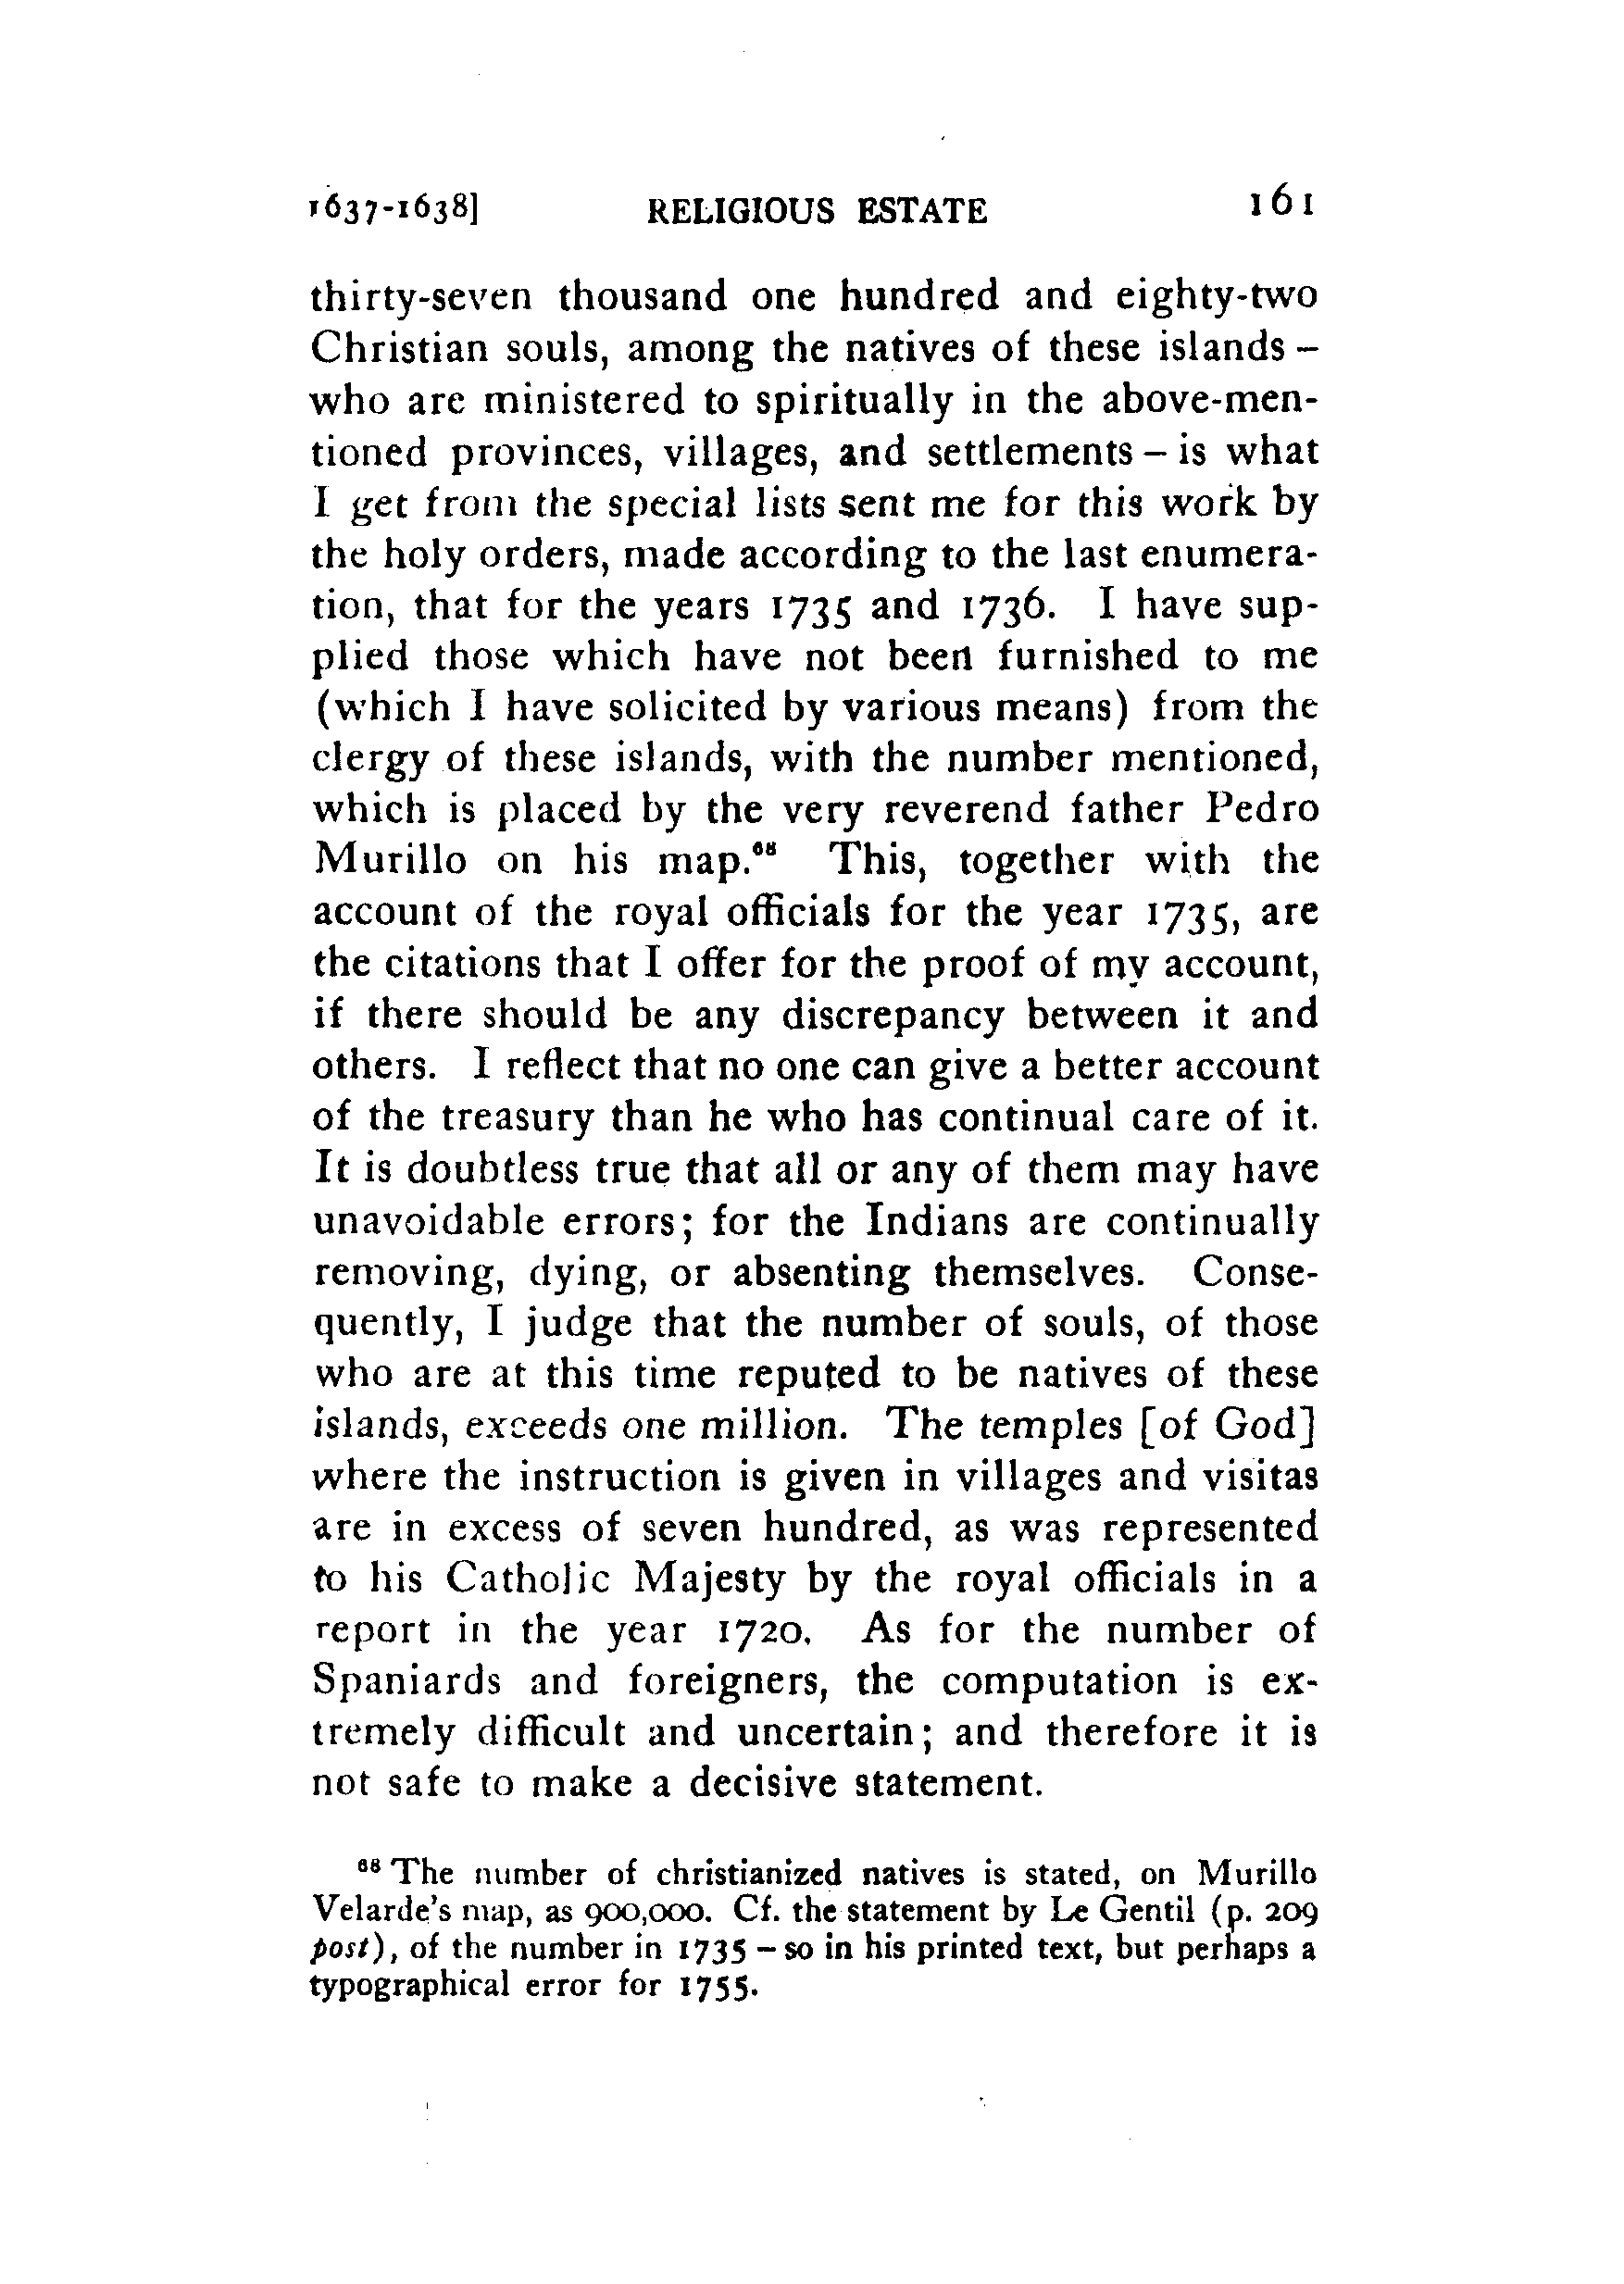 1637-1638] RELIGIOUS ESTATE 161
thirty-seven thousand one hundred and eighty-two
Christian souls, among the natives of these islands –
who are ministered to spiritually in the above-men-
tioned provinces, villages, and settlements – is what
I get from the special lists sent me for this work by
the holy orders, made according to the last enumera-
tion, that for the years 1735 and 1736. I have sup-
plied those which have not been furnished to me
(which I have solicited by various means) from the
clergy of these islands, with the number mentioned,
which is placed by the very reverend father Pedro
Murillo on his map.⁶⁸ This, together with the
account of the royal officials for the year 1735, are
the citations that I offer for the proof of my account,
if there should be any discrepancy between it and
others. I reflect that no one can give a better account
of the treasury than he who has continual care of it.
It is doubtless true that all or any of them may have
unavoidable errors; for the Indians are continually
removing, dying, or absenting themselves. Conse-
quently, I judge that the number of souls, of those
who are at this time reputed to be natives of these
islands, exceeds one million. The temples [of God]
where the instruction is given in villages and visitas
are in excess of seven hundred, as was represented
to his Catholic Majesty by the royal officials in a
report in the year 1720. As for the number of
Spaniards and foreigners, the computation is ex-
tremely difficult and uncertain; and therefore it is
not safe to make a decisive statement.
⁶⁸ The number of christianized natives is stated, on Murillo
Velarde's map, as 900,000. Cf. the statement by Le Gentil (p. 209
post), of the number in 1735 – so in his printed text, but perhaps a
typographical error for 1755.